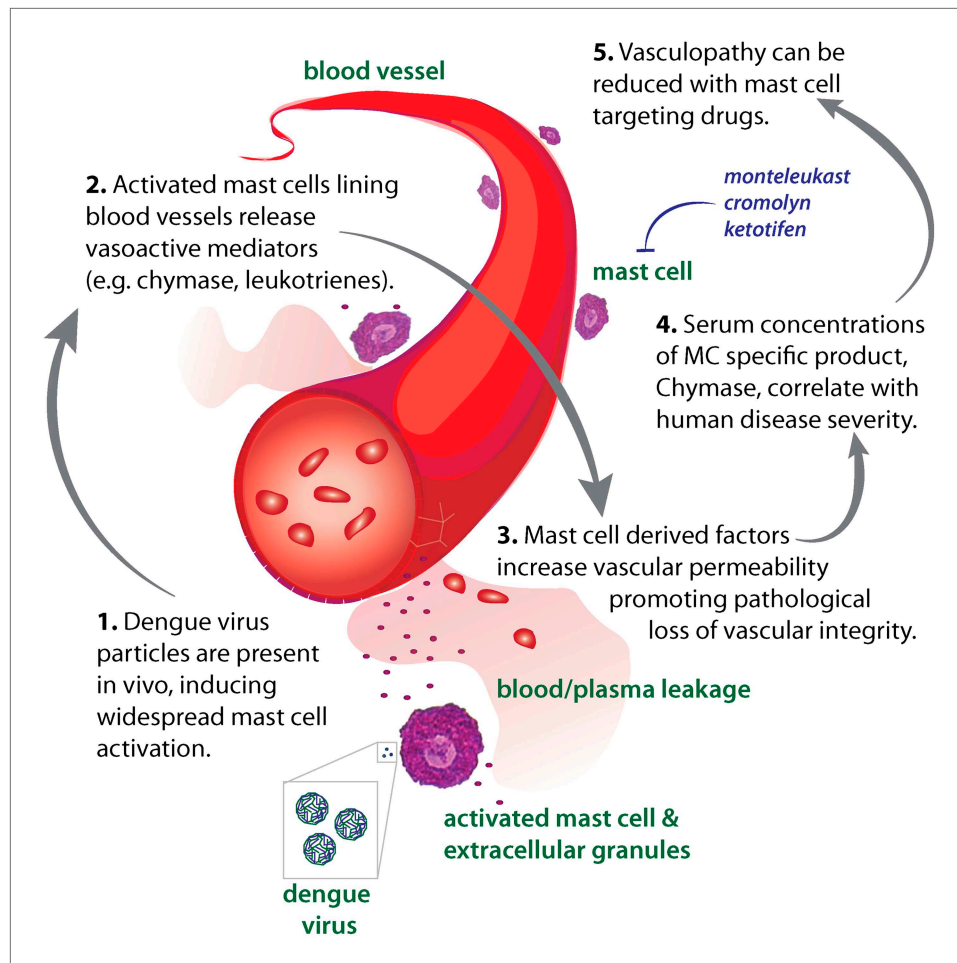 blood vessel
5. Vasculopathy can be
reduced with mast cell
targeting drugs.
2. Activated mast cells lining
blood vessels release
vasoactive mediators
(e.g. chymase, leukotrienes).
monteleukast
cromolyn
ketotifen
mast cell
4. Serum concentrations
of MC specific product,
Chymase, correlate with
human disease severity.
3. Mast cell derived factors
increase vascular permeability
promoting pathological
loss of vascular integrity.
1. Dengue virus
particles are present
in vivo, inducing
widespread mast cell
activation.
blood/plasma leakage
activated mast cell &
extracellular granules
dengue
virus